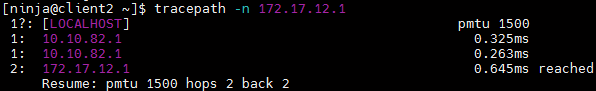 [ninja@client2 ~]$ tracepath -n 172.17.12.1
1?: [LOCALHOST] pmtu 1500
1: 10.10.82.1 0.325ms
1: 10.10.82.1 0.263ms
2: 172.17.12.1 0.645ms reached
Resume: pmtu 1500 hops 2 back 2